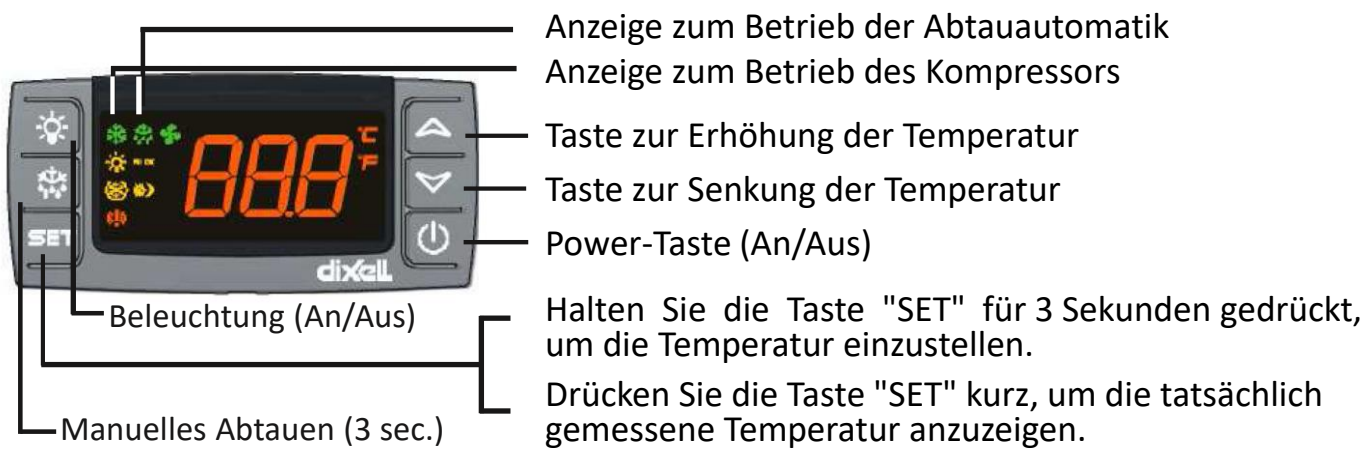 Anzeige zum Betrieb der Abtauautomatik
Anzeige zum Betrieb des Kompressors
Taste zur Erhöhung der Temperatur
Taste zur Senkung der Temperatur
Power-Taste (An/Aus)
°C
°F
88.8
SET
dixell
Beleuchtung (An/Aus)
Halten Sie die Taste "SET" für 3 Sekunden gedrückt,
um die Temperatur einzustellen.
Drücken Sie die Taste "SET" kurz, um die tatsächlich
gemessene Temperatur anzuzeigen.
Manuelles Abtauen (3 sec.)